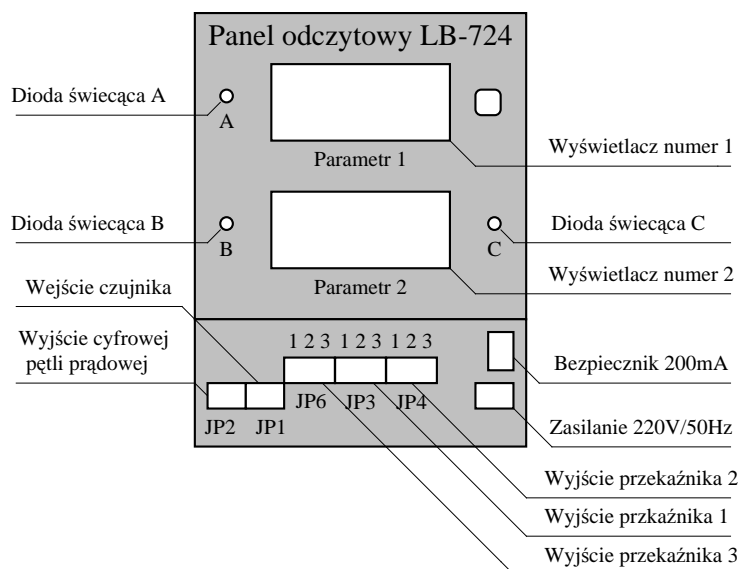 Panel odczytowy LB-724
Dioda świecąca A
A
Parametr 1
Wyświetlacz numer 1
Dioda świecąca B
B
Dioda świecąca C
C
Parametr 2
Wyświetlacz numer 2
Wejście czujnika
Wyjście cyfrowej
pętli prądowej
1 2 3 1 2 3 1 2 3
Bezpiecznik 200mA
JP6 JP3 JP4
JP2 JP1
Zasilanie 220V/50Hz
Wyjście przekaźnika 2
Wyjście przkaźnika 1
Wyjście przekaźnika 3